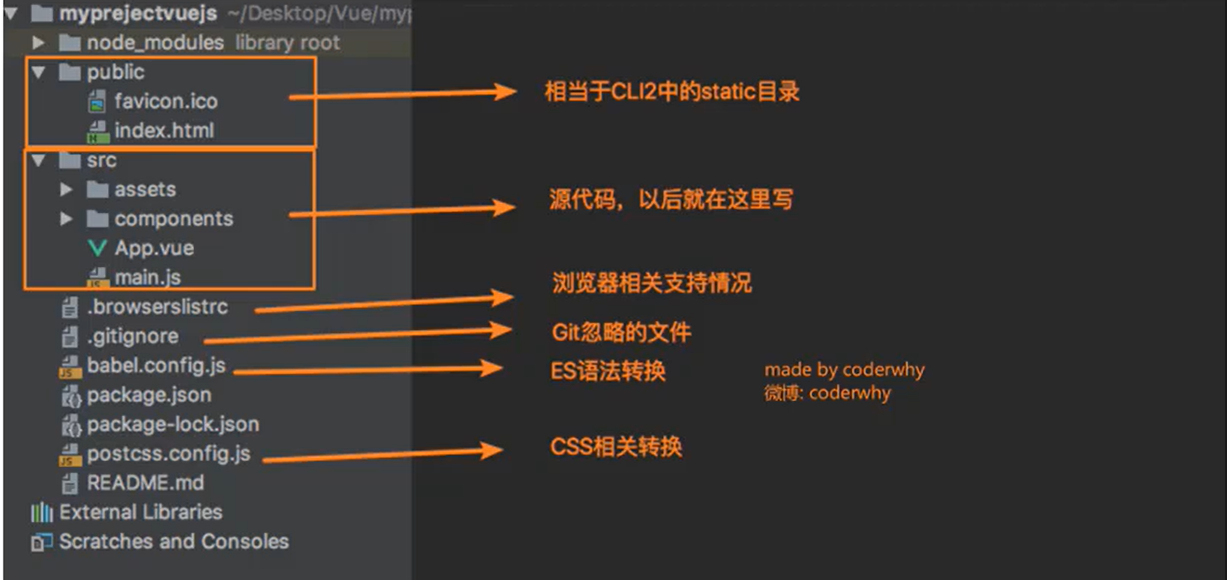 myprejectvuejs ~/Desktop/Vue/myp
node_modules library root
public
favicon.ico
相当于CLI2中的static目录
index.html
src
assets
源代码，以后就在这里写
components
App.vue
main.js
浏览器相关支持情况
.browserslistrc
.gitignore
Git忽略的文件
babel.config.js
ES语法转换
made by coderwhy
微博: coderwhy
package.json
package-lock.json
postcss.config.js
CSS相关转换
README.md
External Libraries
Scratches and Consoles